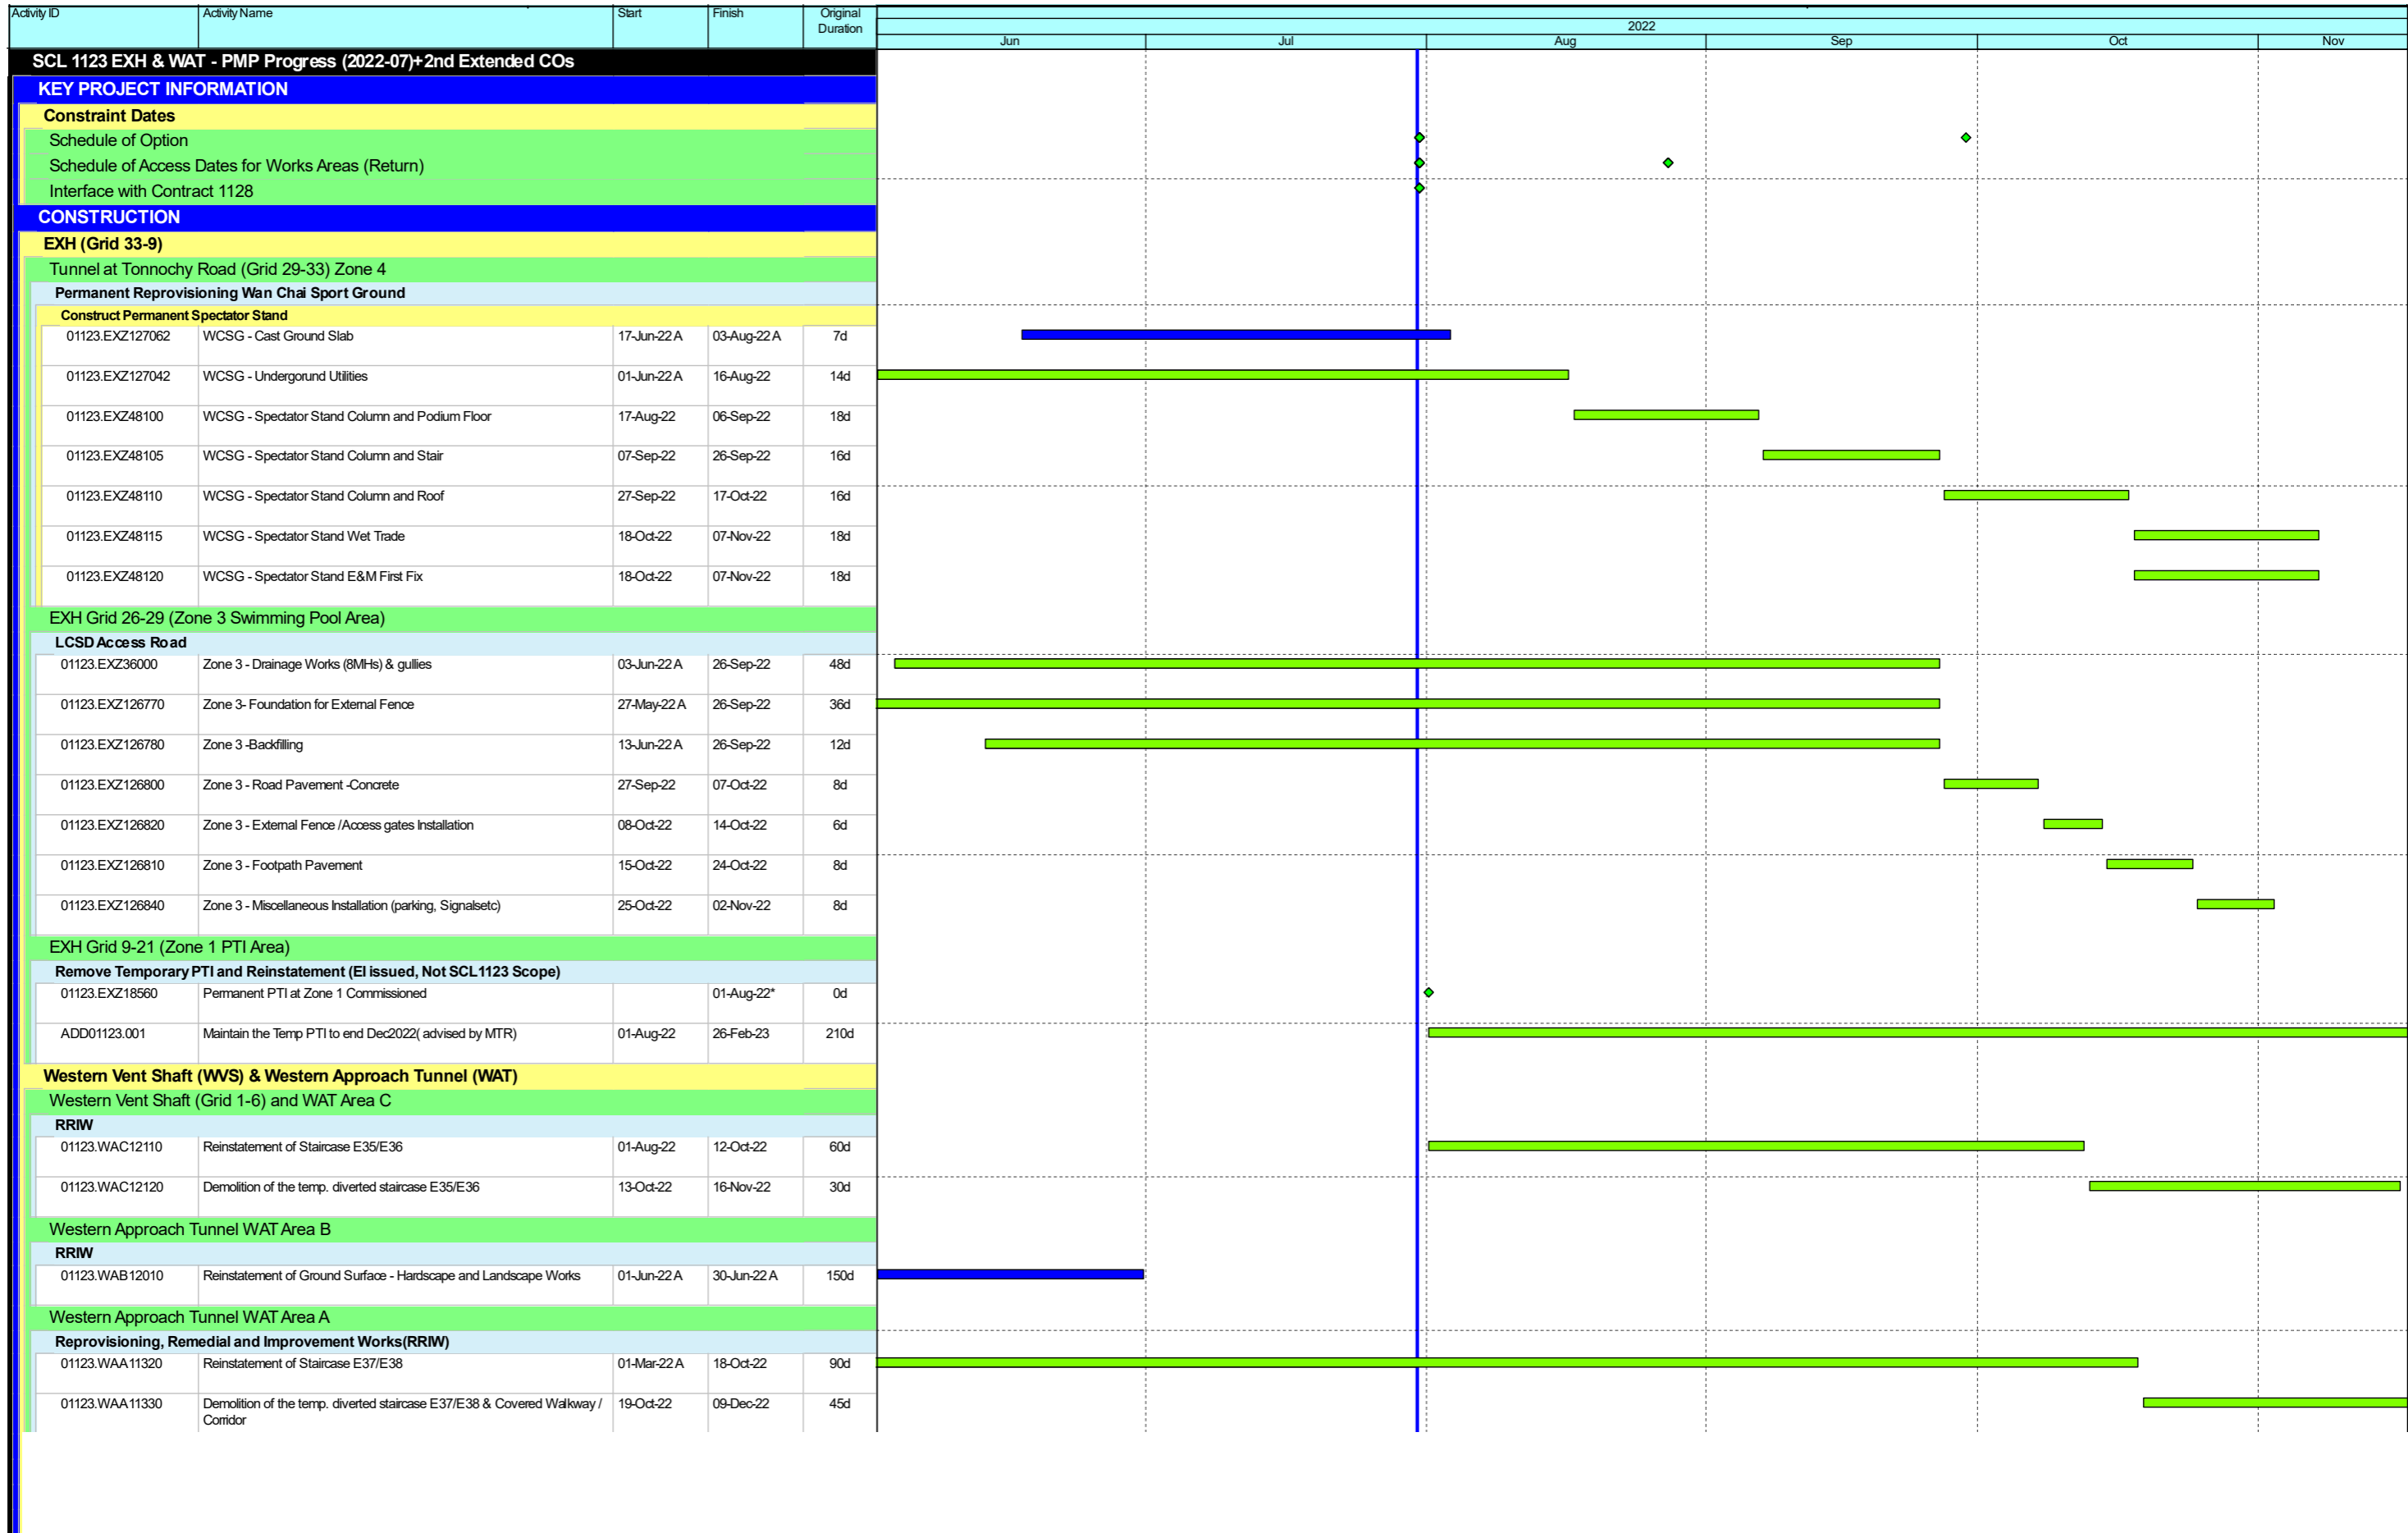 Activity ID Activity Name Start Finish Original Duration
2022
Jun Jul Aug Sep Oct Nov
SCL 1123 EXH & WAT - PMP Progress (2022-07)+2nd Extended COs
KEY PROJECT INFORMATION
Constraint Dates
Schedule of Option
Schedule of Access Dates for Works Areas (Return)
Interface with Contract 1128
CONSTRUCTION
EXH (Grid 33-9)
Tunnel at Tonnochy Road (Grid 29-33) Zone 4
Permanent Reprovisioning Wan Chai Sport Ground
Construct Permanent Spectator Stand
01123.EXZ127062 WCSG - Cast Ground Slab 17-Jun-22 A 03-Aug-22 A 7d
01123.EXZ127042 WCSG - Undergorund Utilities 01-Jun-22 A 16-Aug-22 14d
01123.EXZ48100 WCSG - Spectator Stand Column and Podium Floor 17-Aug-22 06-Sep-22 18d
01123.EXZ48105 WCSG - Spectator Stand Column and Stair 07-Sep-22 26-Sep-22 16d
01123.EXZ48110 WCSG - Spectator Stand Column and Roof 27-Sep-22 17-Oct-22 16d
01123.EXZ48115 WCSG - Spectator Stand Wet Trade 18-Oct-22 07-Nov-22 18d
01123.EXZ48120 WCSG - Spectator Stand E&M First Fix 18-Oct-22 07-Nov-22 18d
EXH Grid 26-29 (Zone 3 Swimming Pool Area)
LCSD Access Road
01123.EXZ36000 Zone 3 - Drainage Works (8MHs) & gullies 03-Jun-22 A 26-Sep-22 48d
01123.EXZ126770 Zone 3- Foundation for External Fence 27-May-22 A 26-Sep-22 36d
01123.EXZ126780 Zone 3 -Backfilling 13-Jun-22 A 26-Sep-22 12d
01123.EXZ126800 Zone 3 - Road Pavement -Concrete 27-Sep-22 07-Oct-22 8d
01123.EXZ126820 Zone 3 - External Fence /Access gates Installation 08-Oct-22 14-Oct-22 6d
01123.EXZ126810 Zone 3 - Footpath Pavement 15-Oct-22 24-Oct-22 8d
01123.EXZ126840 Zone 3 - Miscellaneous Installation (parking, Signalsetc) 25-Oct-22 02-Nov-22 8d
EXH Grid 9-21 (Zone 1 PTI Area)
Remove Temporary PTI and Reinstatement (EI issued, Not SCL1123 Scope)
01123.EXZ18560 Permanent PTI at Zone 1 Commissioned 01-Aug-22* 0d
ADD01123.001 Maintain the Temp PTI to end Dec2022( advised by MTR) 01-Aug-22 26-Feb-23 210d
Western Vent Shaft (WVS) & Western Approach Tunnel (WAT)
Western Vent Shaft (Grid 1-6) and WAT Area C
RRIW
01123.WAC12110 Reinstatement of Staircase E35/E36 01-Aug-22 12-Oct-22 60d
01123.WAC12120 Demolition of the temp. diverted staircase E35/E36 13-Oct-22 16-Nov-22 30d
Western Approach Tunnel WAT Area B
RRIW
01123.WAB12010 Reinstatement of Ground Surface - Hardscape and Landscape Works 01-Jun-22 A 30-Jun-22 A 150d
Western Approach Tunnel WAT Area A
Reprovisioning, Remedial and Improvement Works(RRIW)
01123.WAA11320 Reinstatement of Staircase E37/E38 01-Mar-22 A 18-Oct-22 90d
01123.WAA11330 Demolition of the temp. diverted staircase E37/E38 & Covered Walkway / 19-Oct-22 09-Dec-22 45d
Corridor